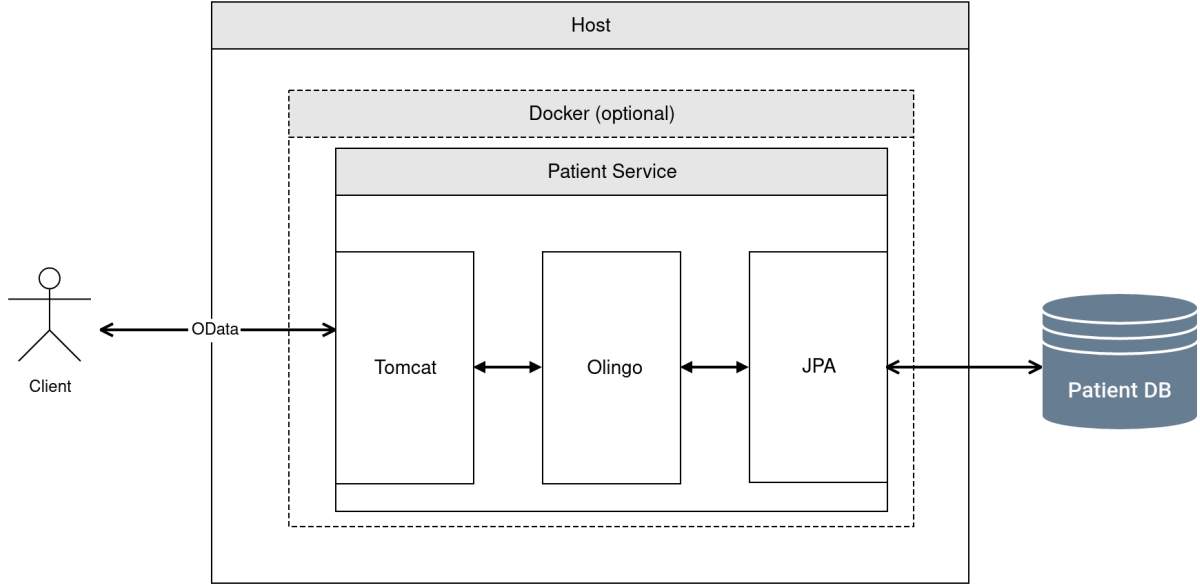 Host
Docker (optional)
Patient Service
OData
Tomcat
Olingo
JPA
Client
Patient DB